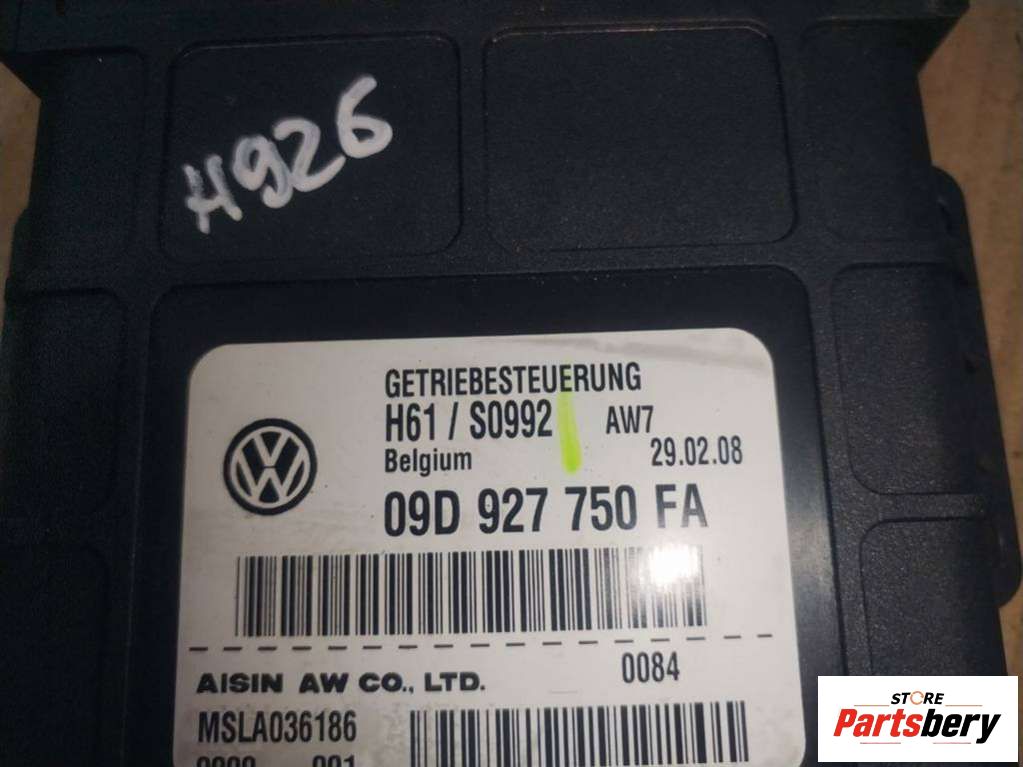 H926
GETRIEBESTEUERUNG
H61 / S0992 AW7
Belgium 29.02.08
09D 927 750 FA
AISIN AW CO., LTD. 0084
MSLA036186
STORE
Partsbery